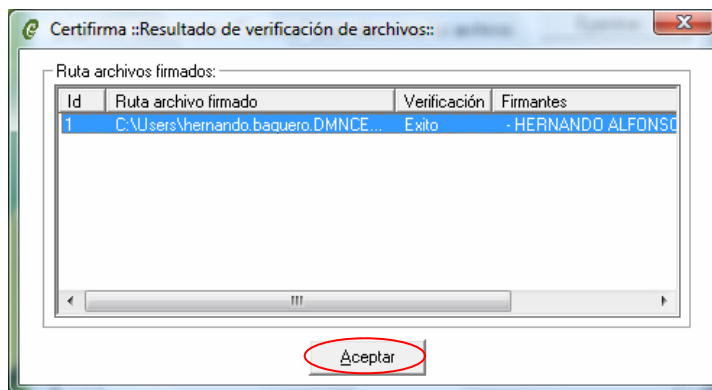 Certifirma ::Resultado de verificación de archivos::
Ruta archivos firmados:
Id Ruta archivo firmado Verificación Firmantes
1 C:\Users\hernando.baquero.DMNCE... Exito - HERNANDO ALFONSO
Aceptar